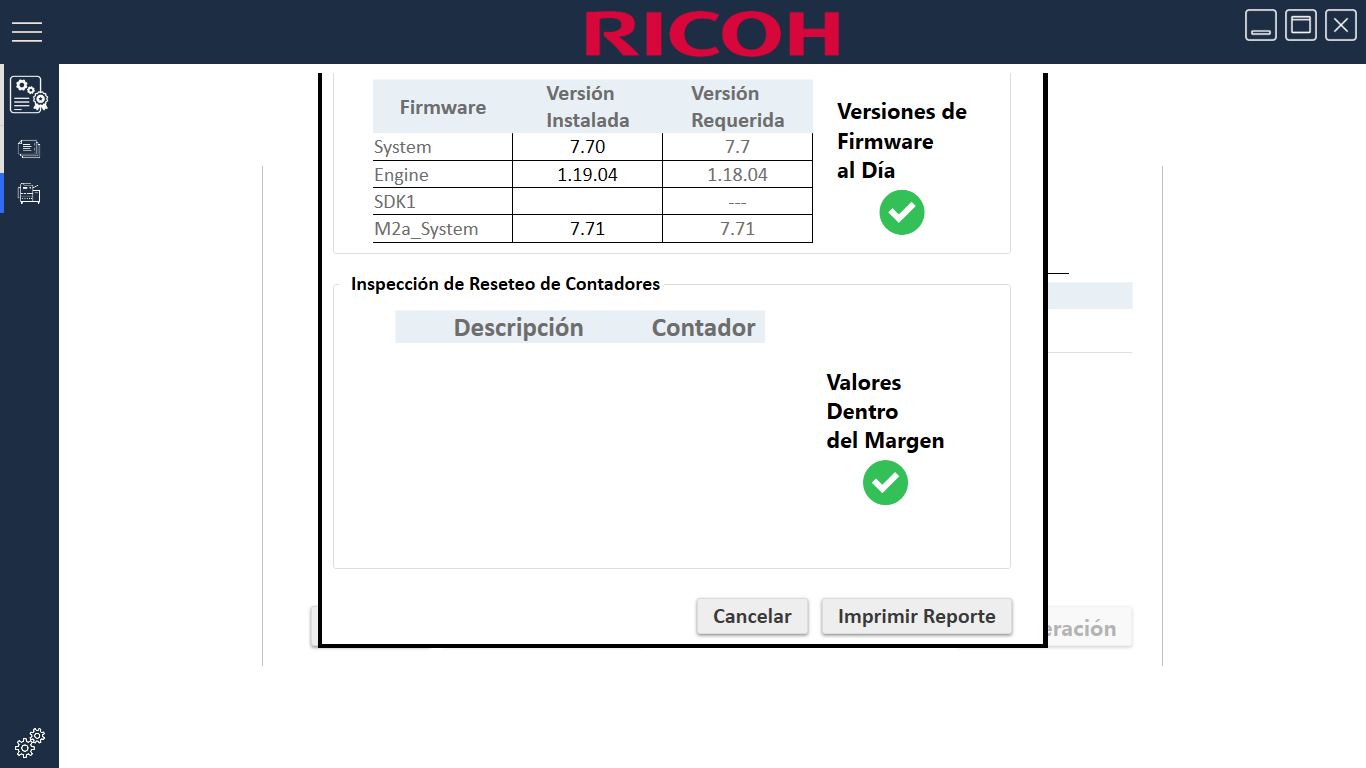 RICOH
Firmware Versión Instalada Versión Requerida
System 7.70 7.7
Engine 1.19.04 1.18.04
SDK1 ---
M2a_System 7.71 7.71
Versiones de
Firmware
al Día
Inspección de Reseteo de Contadores
Descripción Contador
Valores
Dentro
del Margen
Cancelar Imprimir Reporte
eración